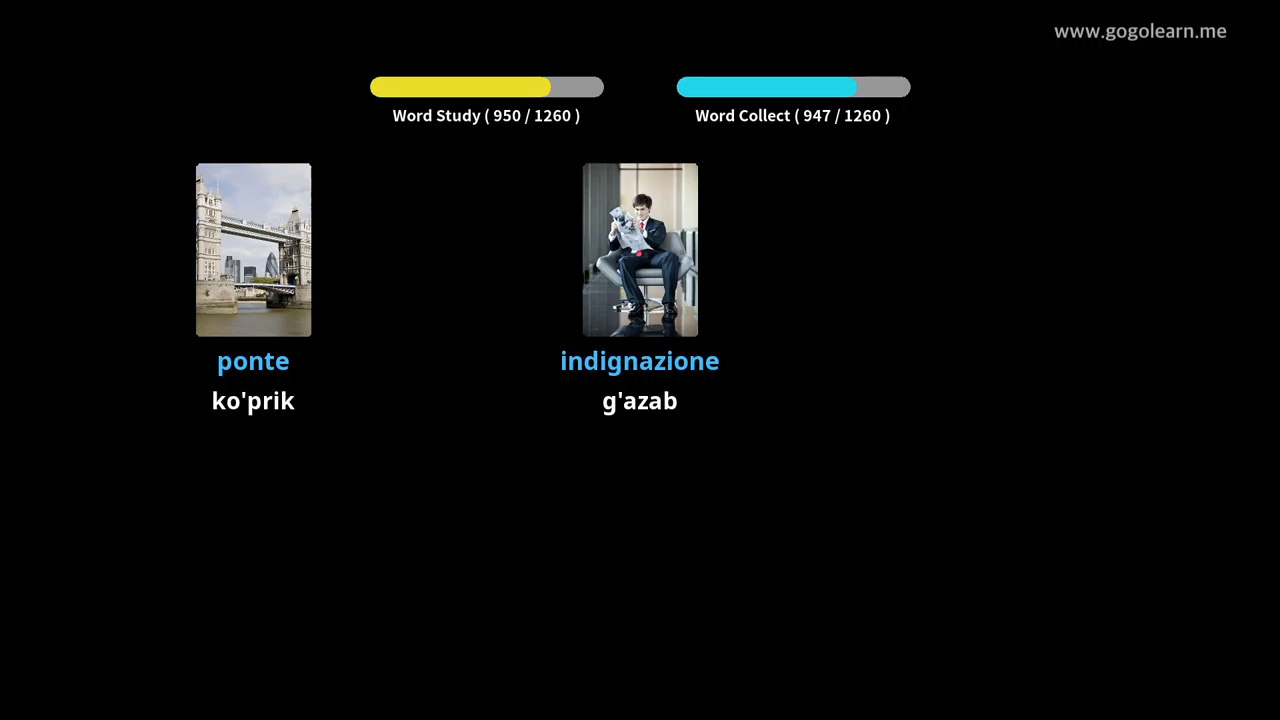 www.gogolearn.me
Word Study ( 950 / 1260 )
Word Collect ( 947 / 1260 )
ponte
indignazione
ko'prik
g'azab